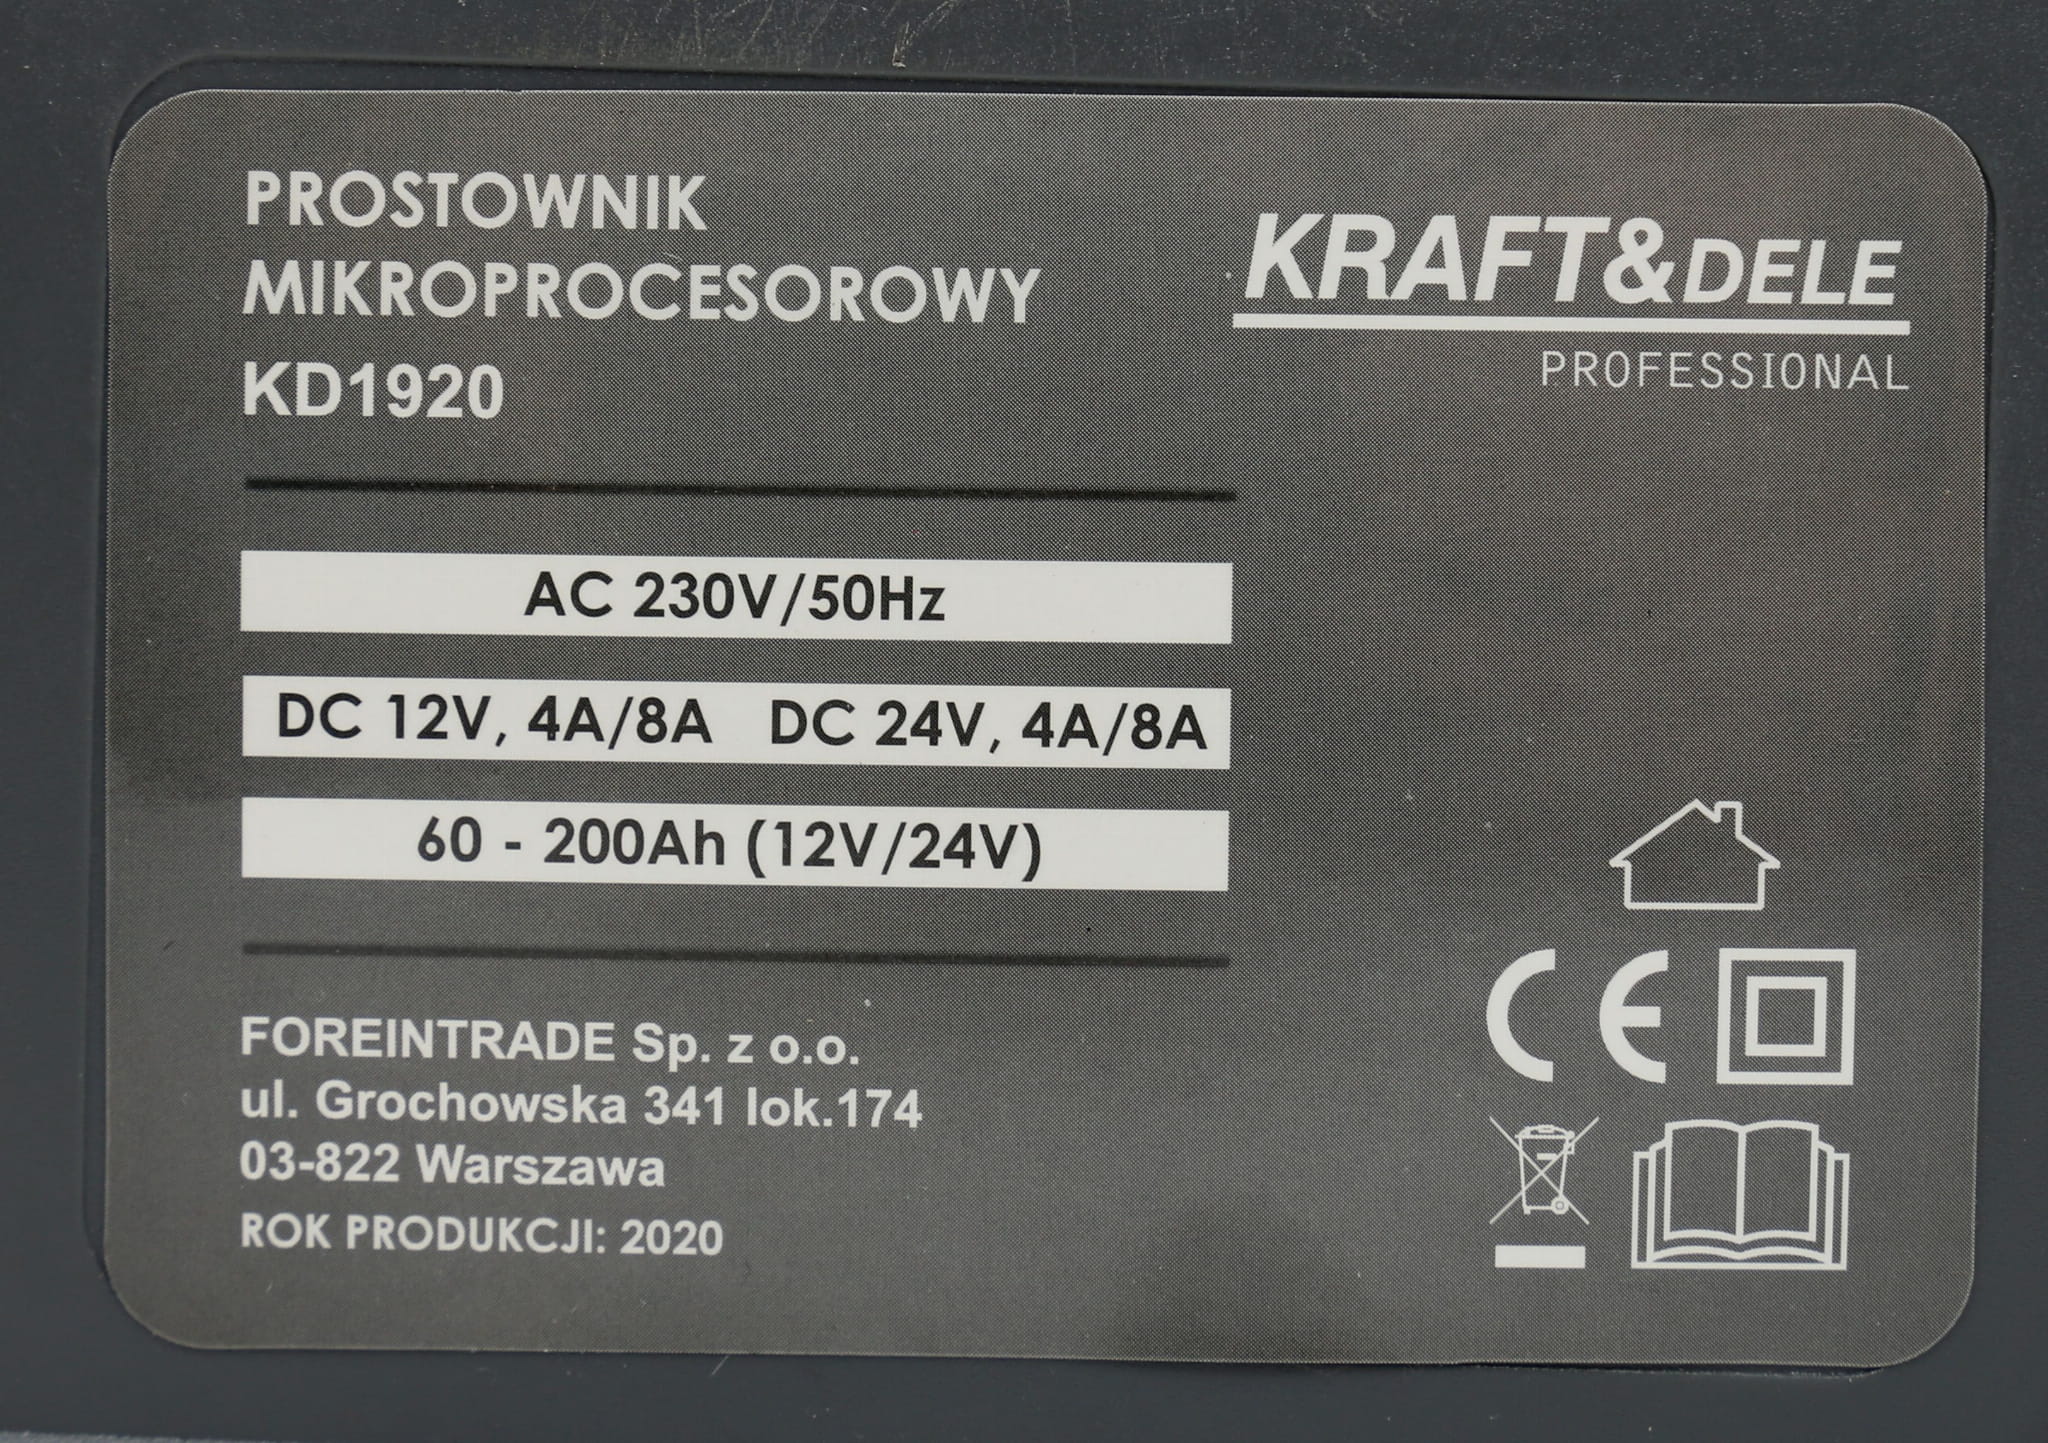 PROSTOWNIK
MIKROPROCESOROWY
KD1920
KRAFT&DELE
PROFESSIONAL
AC 230V/50Hz
DC 12V, 4A/8A DC 24V, 4A/8A
60 - 200Ah (12V/24V)
FOREINTRADE Sp. z o.o.
ul. Grochowska 341 lok.174
03-822 Warszawa
ROK PRODUKCJI: 2020
CE